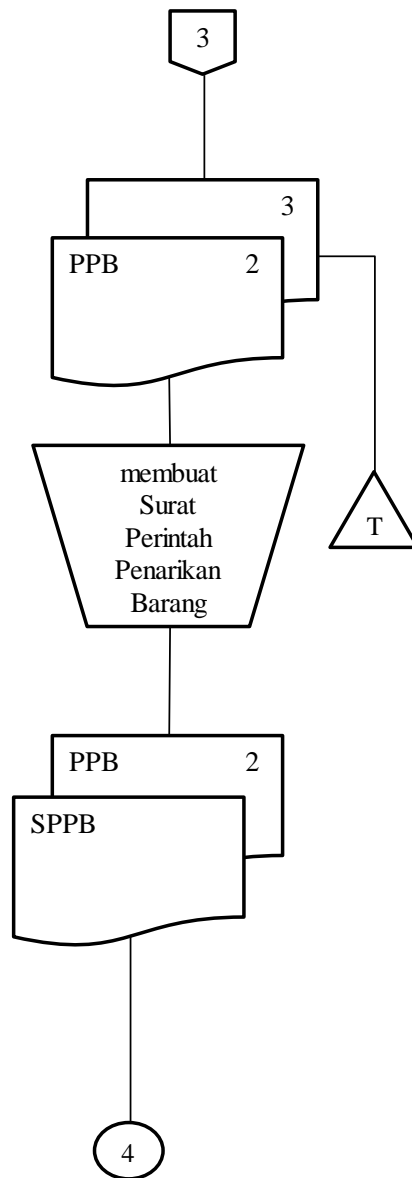 3
3
PPB 2
membuat
Surat
Perintah
Penarikan
Barang
T
PPB 2
SPPB
4